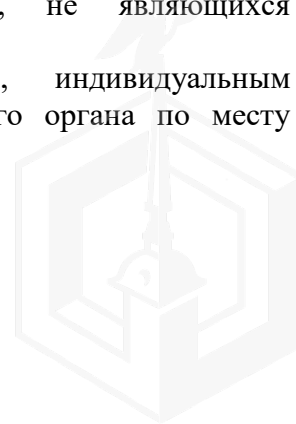 , не являющихся
, индивидуальным
го органа по месту